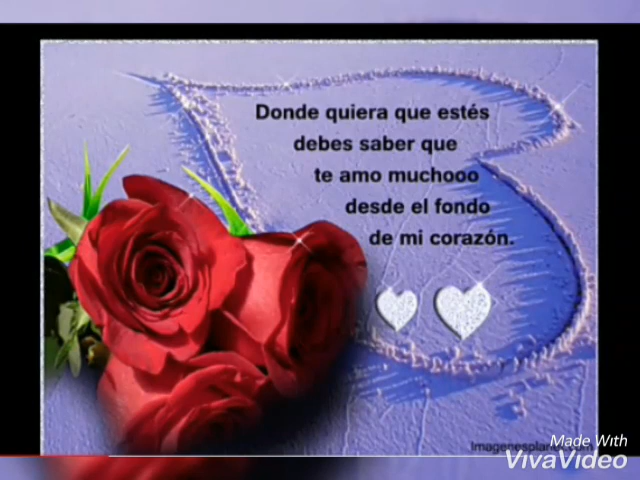 Donde quiera que estés
debes saber que
te amo muchooo
desde el fondo
de mi corazón.
Made With
VivaVideo